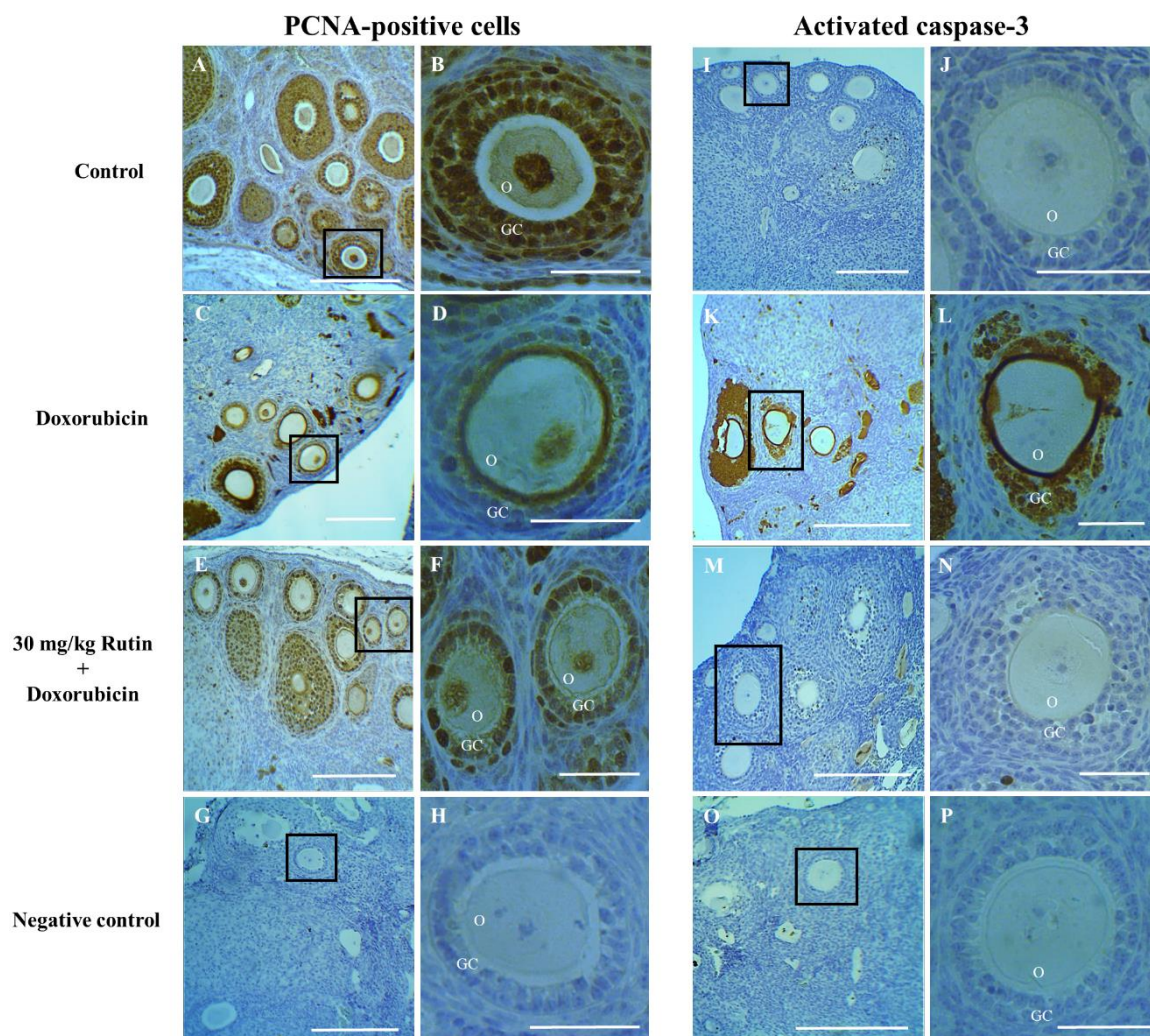 PCNA-positive cells
Activated caspase-3
Control
A
B
O
GC
I
J
O
GC
Doxorubicin
C
D
O
GC
K
L
O
GC
30 mg/kg Rutin
+
Doxorubicin
E
F
O
GC
O
GC
M
N
O
GC
Negative control
G
H
O
GC
O
P
O
GC